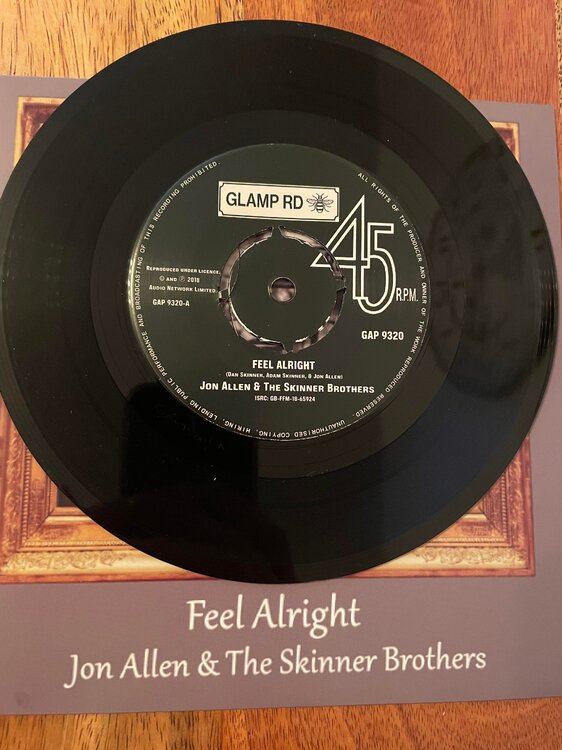 ALL RIGHTS OF THE PRODUCER AND OWNER OF THE WORK REPRODUCED RESERVED. UNAUTHORISED COPYING, HIRING, LENDING PUBLIC PERFORMANCE AND BROADCASTING OF THIS RECORDING PROHIBITED.
GLAMP RD
45
R.P.M.
REPRODUCED UNDER LICENCE.
© AND ℗ 2018
AUDIO NETWORK LIMITED
GAP 9320-A
GAP 9320
FEEL ALRIGHT
(DAN SKINNER, ADAM SKINNER, & JON ALLEN)
JON ALLEN & THE SKINNER BROTHERS
ISRC: GB-FFM-18-65924
Feel Alright
Jon Allen & The Skinner Brothers